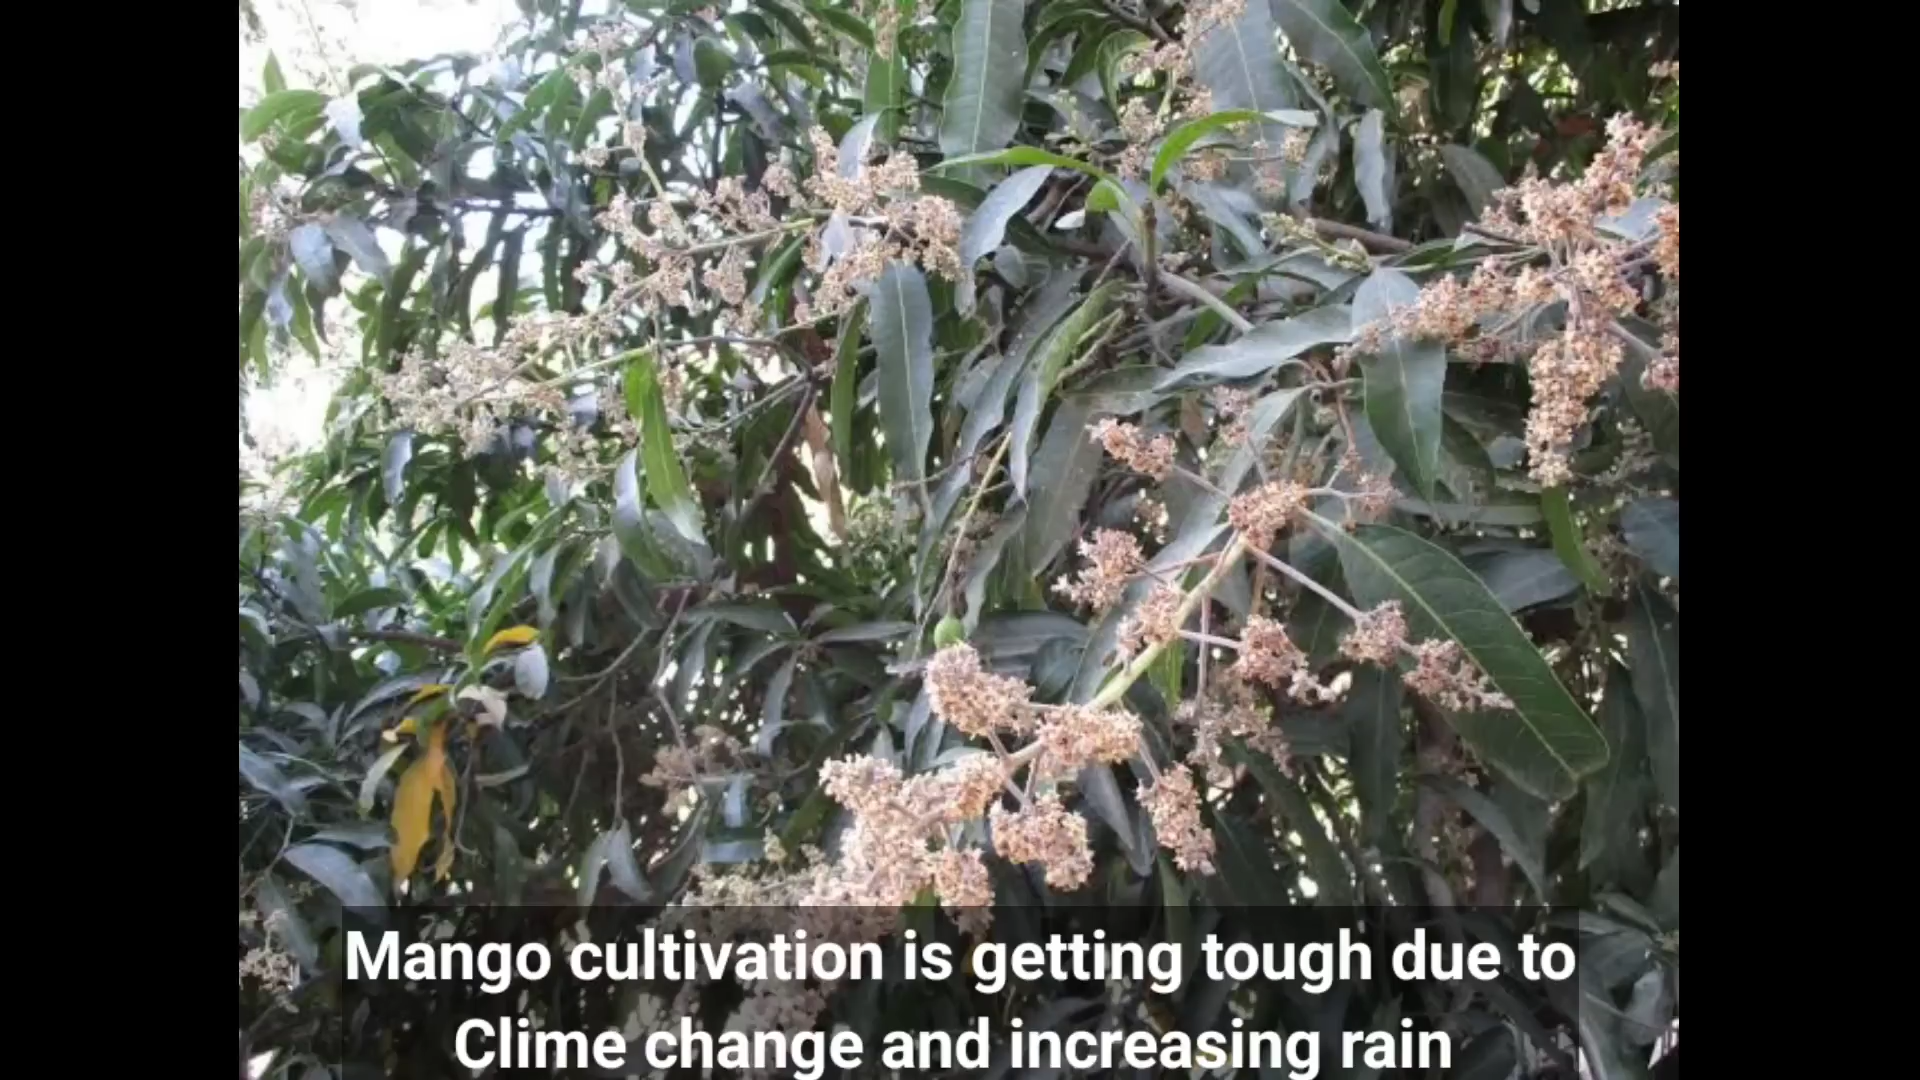 Mango cultivation is getting tough due to
Clime change and increasing rain